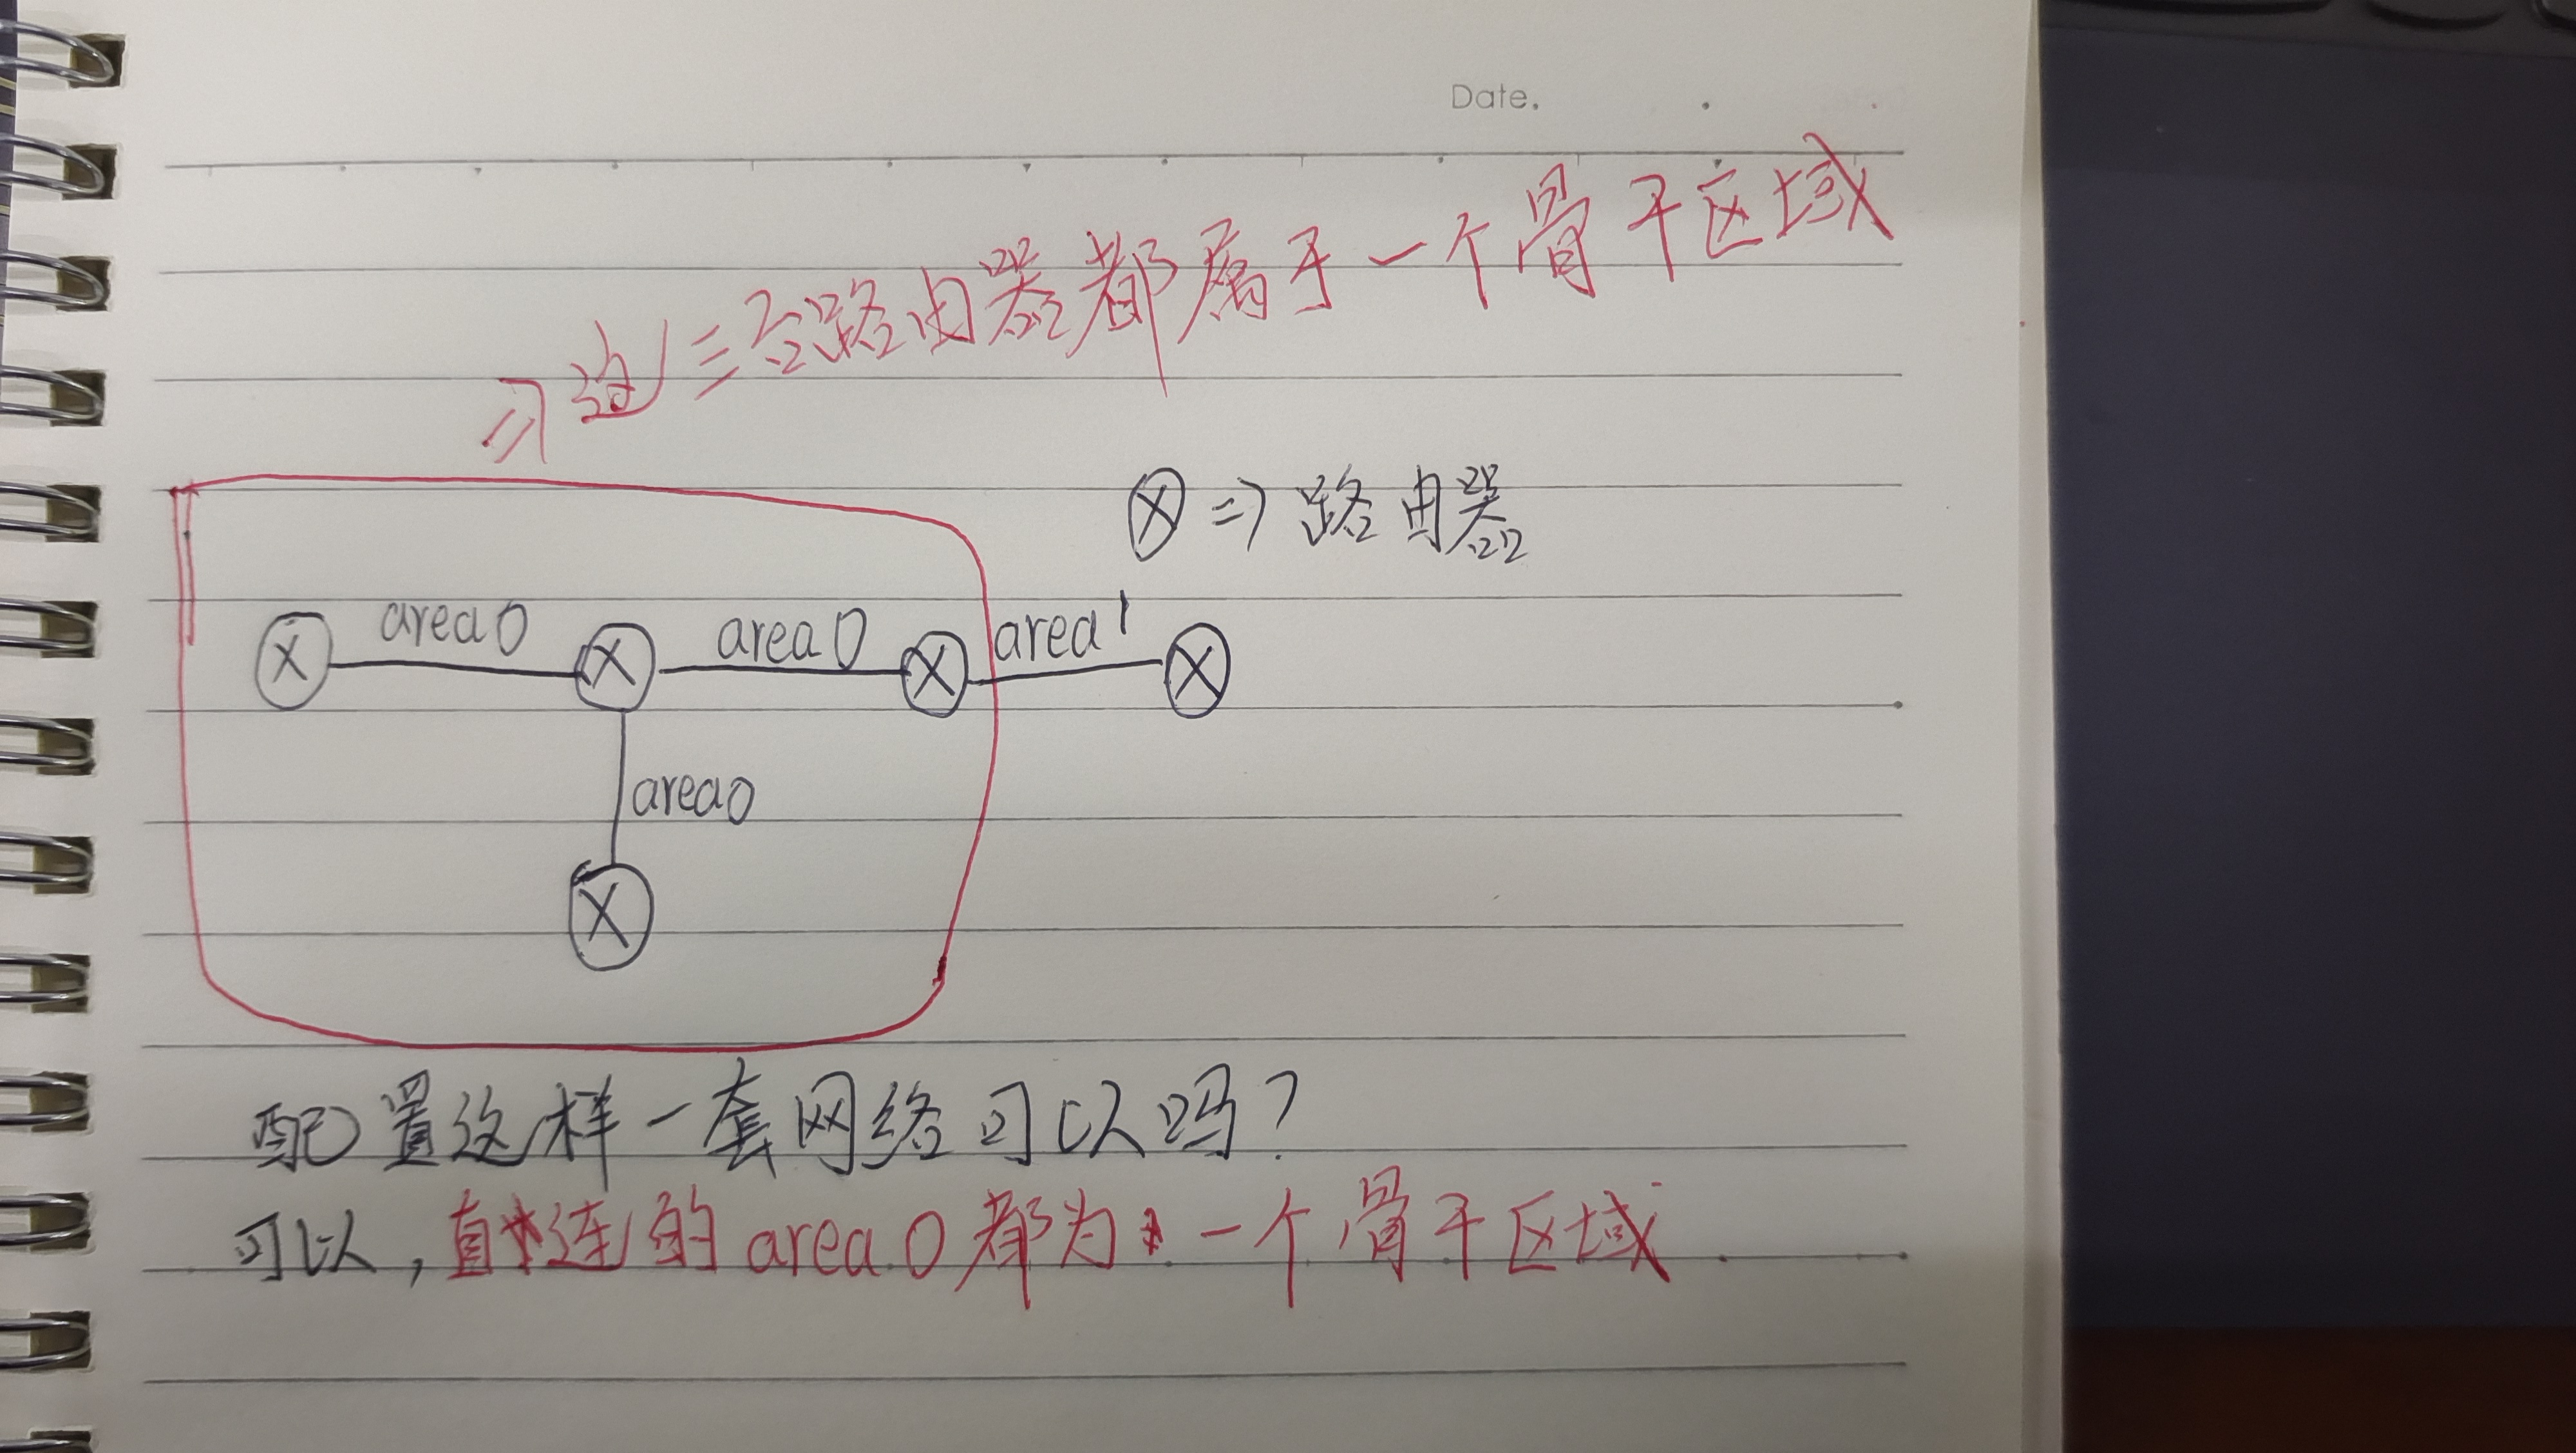 Date.
=> 这三台路由器都属于一个骨干区域
Ⓧ => 路由器
area 0
area 0
area 1
area 0
配置这样一套网络可以吗?
可以, 直连的 area 0 都为一个骨干区域.